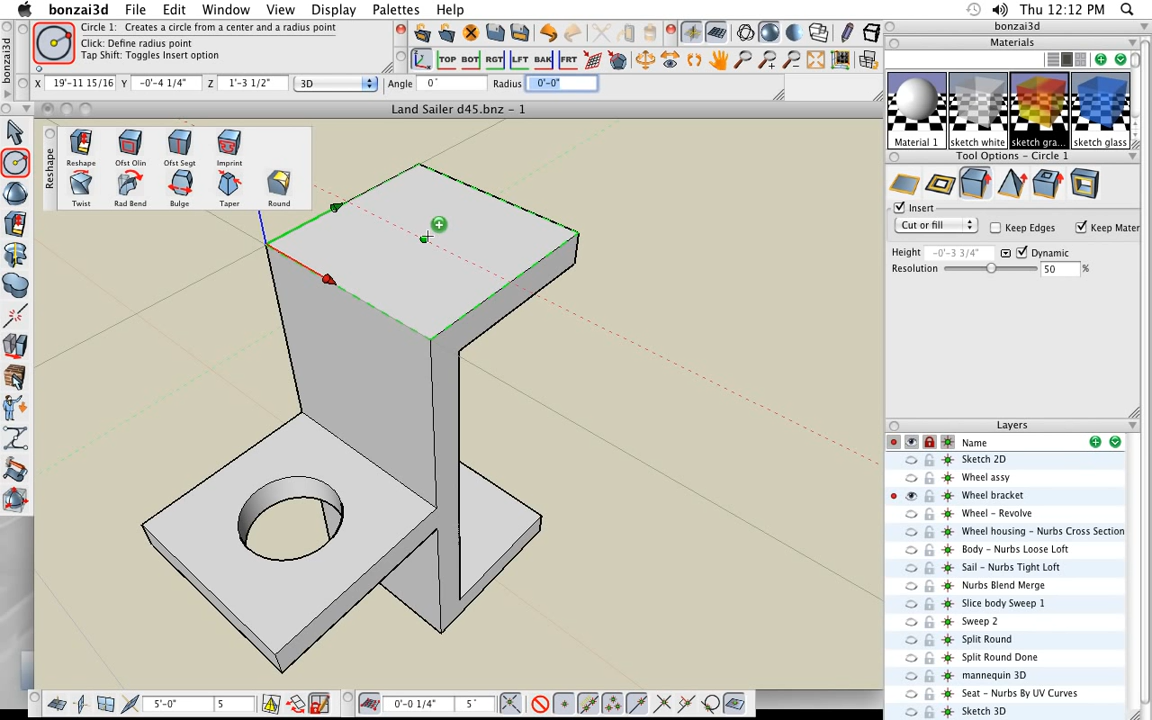 bonzai3d File Edit Window View Display Palettes Help Thu 12:12 PM
bonzai3d
bonzai3d
Circle 1: Creates a circle from a center and a radius point
Click: Define radius point
Tap Shift: Toggles Insert option
TOP BOT RGT LFT BAK FRT
X 19'-11 15/16 Y -0'-4 1/4" Z 1'-3 1/2" 3D Angle 0° Radius 0'-0"
Land Sailer d45.bnz - 1
Reshape
Reshape Ofst Olin Ofst Segt Imprint
Twist Rad Bend Bulge Taper Round
Materials
Material 1 sketch white sketch gra... sketch glass
Tool Options - Circle 1
Insert
Cut or fill Keep Edges Keep Mater
Height -0'-3 3/4" Dynamic
Resolution 50 %
Layers
Name
Sketch 2D
Wheel assy
Wheel bracket
Wheel - Revolve
Wheel housing - Nurbs Cross Section
Body - Nurbs Loose Loft
Sail - Nurbs Tight Loft
Nurbs Blend Merge
Slice body Sweep 1
Sweep 2
Split Round
Split Round Done
mannequin 3D
Seat - Nurbs By UV Curves
Sketch 3D
5'-0" 5 0'-0 1/4" 5°